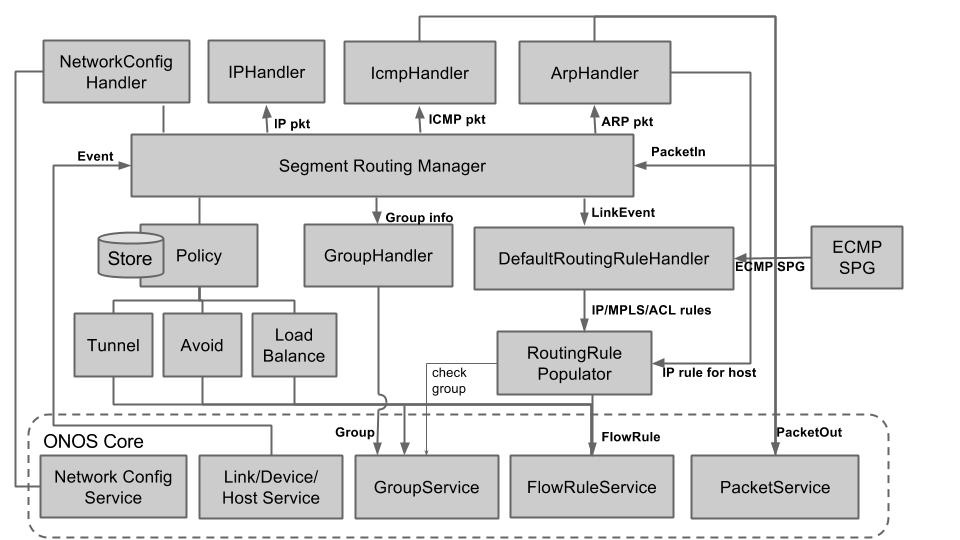 NetworkConfig
Handler
IPHandler
IcmpHandler
ArpHandler
IP pkt
ICMP pkt
ARP pkt
Event
Segment Routing Manager
PacketIn
Group info
LinkEvent
Store
Policy
GroupHandler
DefaultRoutingRuleHandler
ECMP SPG
ECMP
SPG
IP/MPLS/ACL rules
Tunnel
Avoid
Load
Balance
check
group
RoutingRule
Populator
IP rule for host
ONOS Core
Group
FlowRule
PacketOut
Network Config
Service
Link/Device/
Host Service
GroupService
FlowRuleService
PacketService